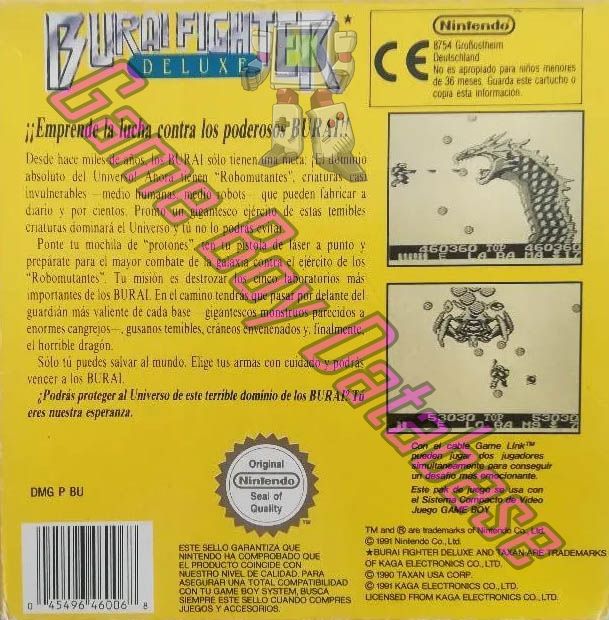 BURAI FIGHTER
DELUXE
¡¡Emprende la lucha contra los poderosos BURAI!!
Desde hace miles de años, los BURAI sólo tienen una meta: ¡El dominio
absoluto del Universo! Ahora tienen "Robomutantes", criaturas casi
invulnerables —medio humanas, medio robots— que pueden fabricar a
diario y por cientos. Pronto un gigantesco ejército de estas temibles
criaturas dominará el Universo y tú no lo podrás evitar.
Ponte tu mochila de "protones", ten tu pistola de láser a punto y
prepárate para el mayor combate de la galaxia contra el ejército de los
"Robomutantes". Tu misión es destrozar los cinco laboratorios más
importantes de los BURAI. En el camino tendrás que pasar por delante del
guardián más valiente de cada base —gigantescos monstruos parecidos a
enormes cangrejos—, gusanos temibles, cráneos envenenados y, finalmente,
el horrible dragón.
Sólo tú puedes salvar al mundo. Elige tus armas con cuidado y podrás
vencer a los BURAI.
¿Podrás proteger al Universo de este terrible dominio de los BURAI? Tú
eres nuestra esperanza.
Nintendo
CE
8754 Großostheim
Deutschland
No es apropiado para niños menores
de 36 meses. Guarda este cartucho o
copia esta información.
460360 TOP 460360
E LA BA MA #17
53030 TOP 53030
LA BA MS # 7
Con el cable Game Link™
pueden jugar dos jugadores
simultáneamente para conseguir
un desafío más emocionante.
Este pak de juego se usa con
el Sistema Compacto de Video
Juego GAME BOY.
DMG P BU
0 45496 46006 8
Original
Nintendo
Seal of
Quality
™
ESTE SELLO GARANTIZA QUE
NINTENDO HA COMPROBADO QUE
EL PRODUCTO COINCIDE CON
NUESTRO NIVEL DE CALIDAD. PARA
ASEGURAR UNA TOTAL COMPATIBILIDAD
CON TU GAME BOY SYSTEM, BUSCA
SIEMPRE ESTE SELLO CUANDO COMPRES
JUEGOS Y ACCESORIOS.
TM and ® are trademarks of Nintendo Co., Ltd.
© 1991 Nintendo Co., Ltd.
★BURAI FIGHTER DELUXE AND TAXAN ARE TRADEMARKS
OF KAGA ELECTRONICS CO., LTD.
© 1990 TAXAN USA CORP.
© 1991 KAGA ELECTRONICS CO., LTD.
LICENSED FROM KAGA ELECTRONICS CO., LTD.
Game Boy Database